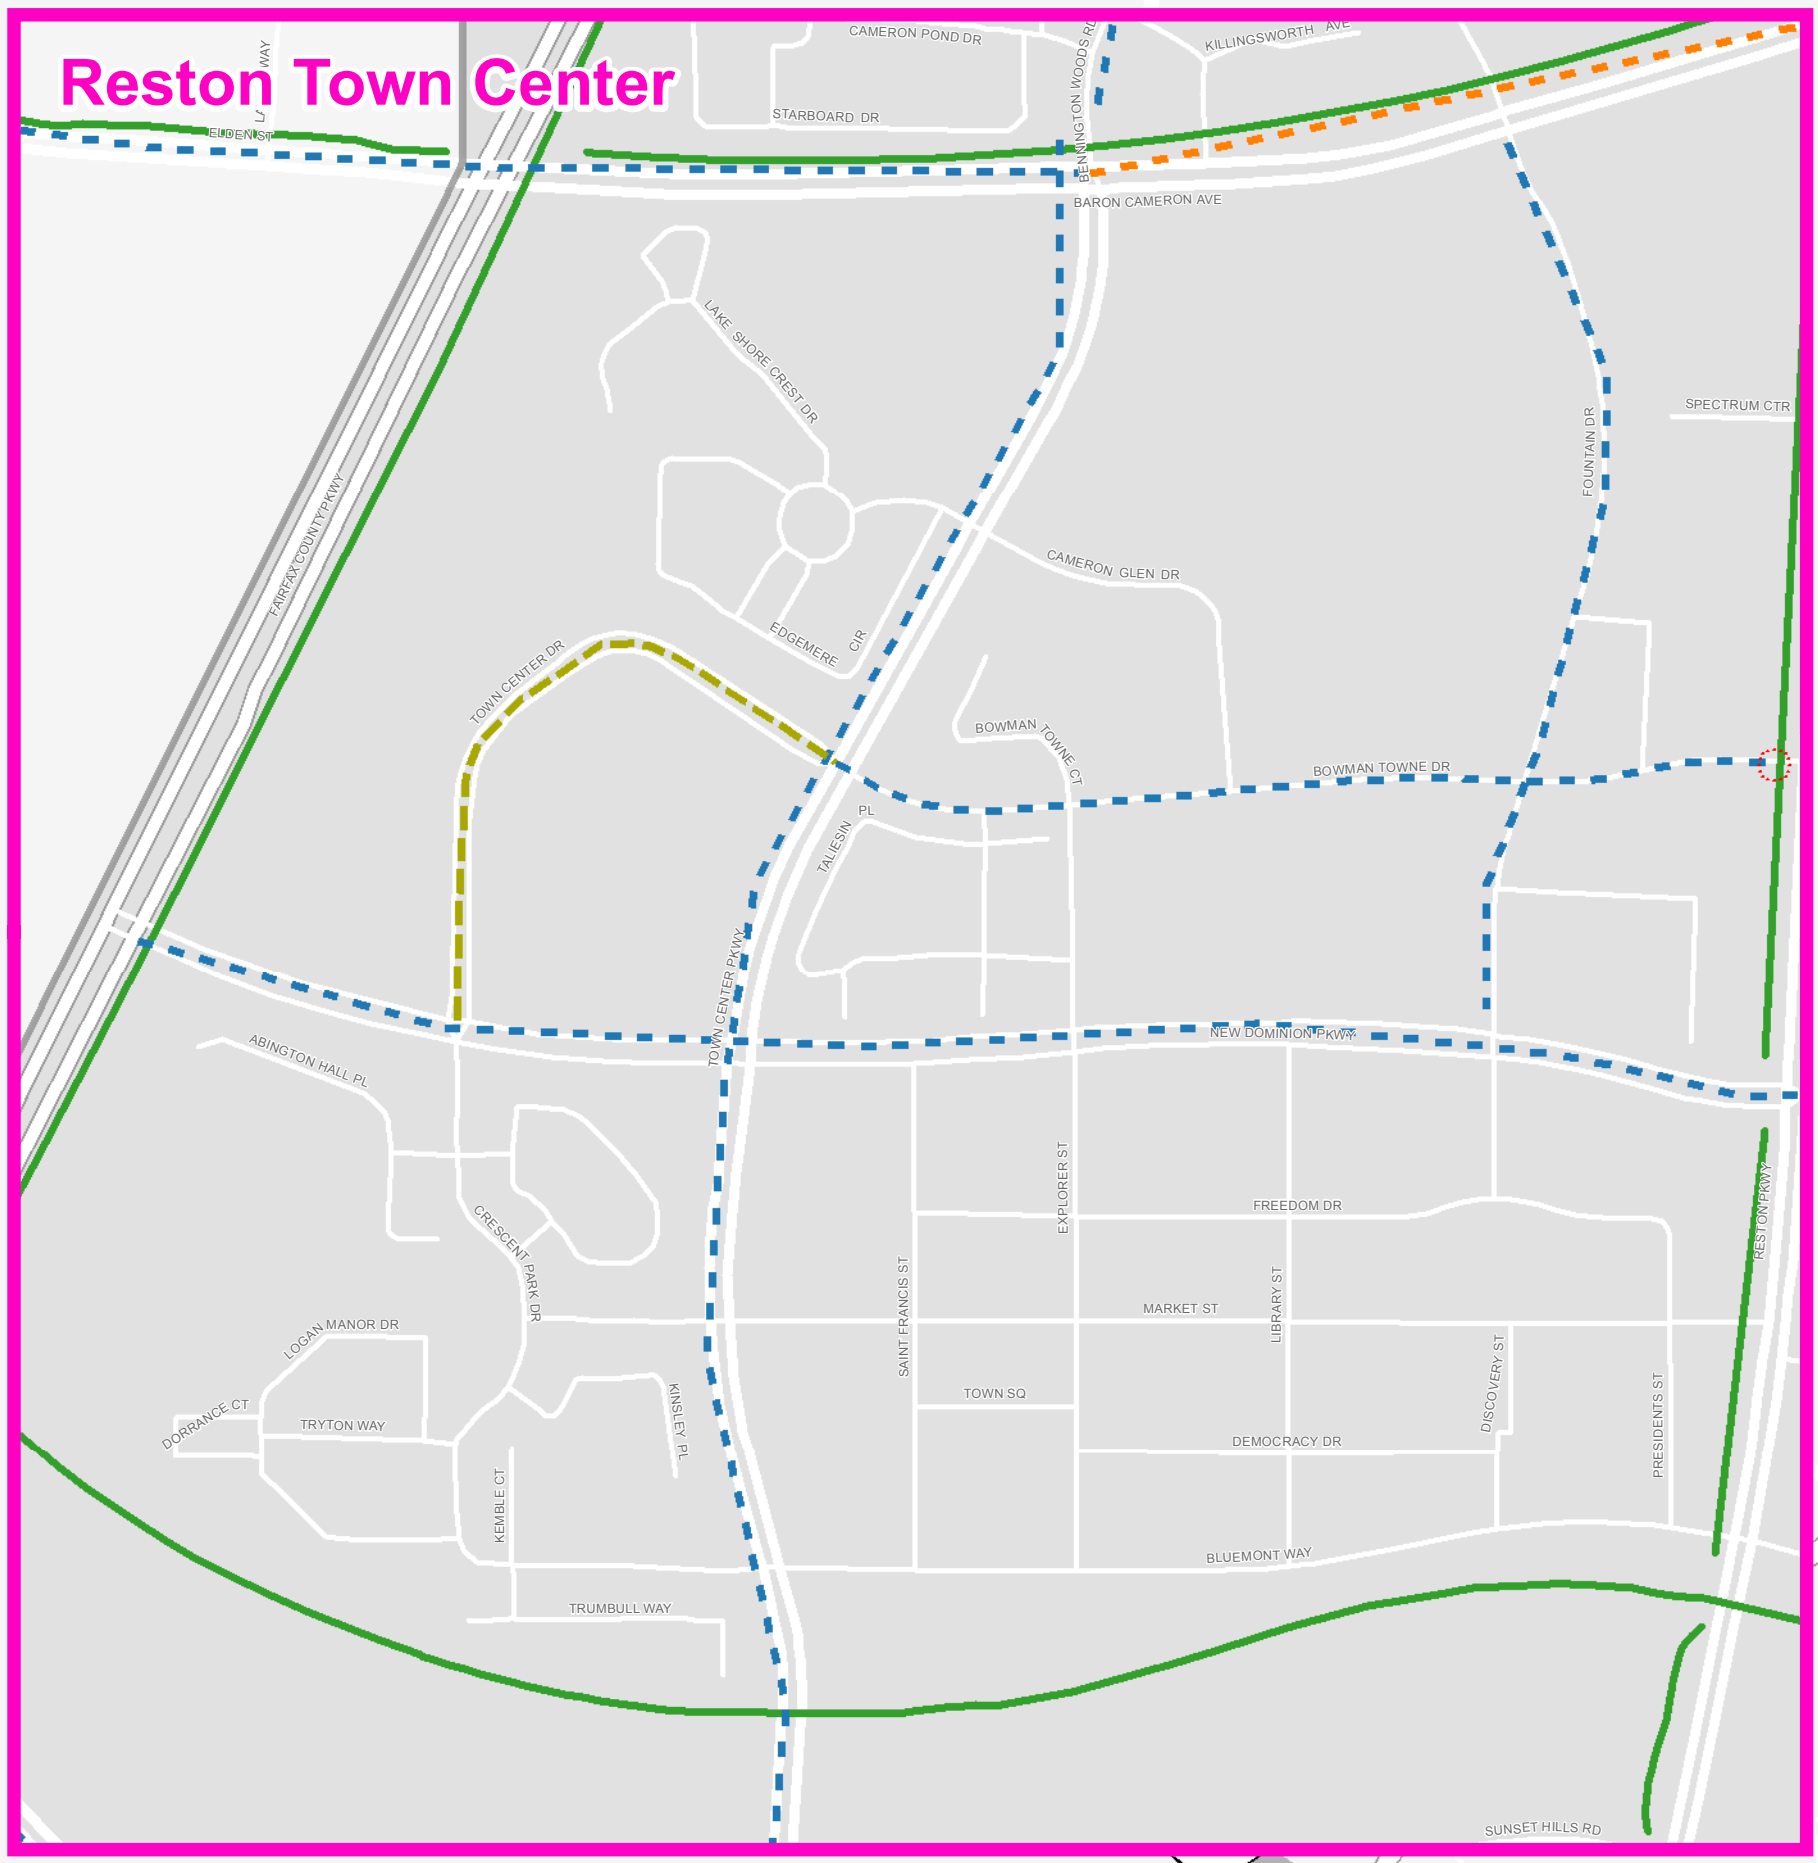 CAMERON POND DR
KILLINGSWORTH AVE
BENNINGTON WOODS RD
WAY
Reston Town Center
STARBOARD DR
ELDEN ST
BARON CAMERON AVE
LAKE SHORE CREST DR
SPECTRUM CTR
FOUNTAIN DR
FAIRFAX COUNTY PKWY
CAMERON GLEN DR
EDGEMERE CIR
TOWN CENTER DR
BOWMAN TOWNE CT
BOWMAN TOWNE DR
TALIESIN PL
TOWN CENTER PKWY
NEW DOMINION PKWY
ABINGTON HALL PL
EXPLORER ST
RESTON PKWY
FREEDOM DR
CRESCENT PARK DR
SAINT FRANCIS ST
LIBRARY ST
MARKET ST
LOGAN MANOR DR
DISCOVERY ST
PRESIDENTS ST
TOWN SQ
KINSLEY PL
DORRANCE CT
TRYTON WAY
DEMOCRACY DR
KEMBLE CT
BLUEMONT WAY
TRUMBULL WAY
SUNSET HILLS RD